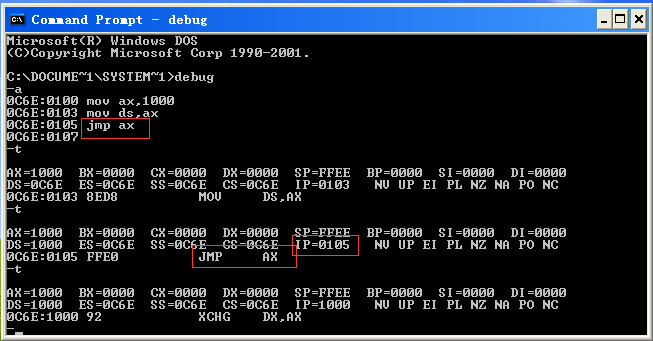 Command Prompt - debug
Microsoft(R) Windows DOS
(C)Copyright Microsoft Corp 1990-2001.
C:\DOCUME~1\SYSTEM~1>debug
-a
0C6E:0100 mov ax,1000
0C6E:0103 mov ds,ax
0C6E:0105 jmp ax
0C6E:0107
-t
AX=1000 BX=0000 CX=0000 DX=0000 SP=FFEE BP=0000 SI=0000 DI=0000
DS=0C6E ES=0C6E SS=0C6E CS=0C6E IP=0103 NV UP EI PL NZ NA PO NC
0C6E:0103 8ED8 MOV DS,AX
-t
AX=1000 BX=0000 CX=0000 DX=0000 SP=FFEE BP=0000 SI=0000 DI=0000
DS=1000 ES=0C6E SS=0C6E CS=0C6E IP=0105 NV UP EI PL NZ NA PO NC
0C6E:0105 FFE0 JMP AX
-t
AX=1000 BX=0000 CX=0000 DX=0000 SP=FFEE BP=0000 SI=0000 DI=0000
DS=1000 ES=0C6E SS=0C6E CS=0C6E IP=1000 NV UP EI PL NZ NA PO NC
0C6E:1000 92 XCHG DX,AX
-